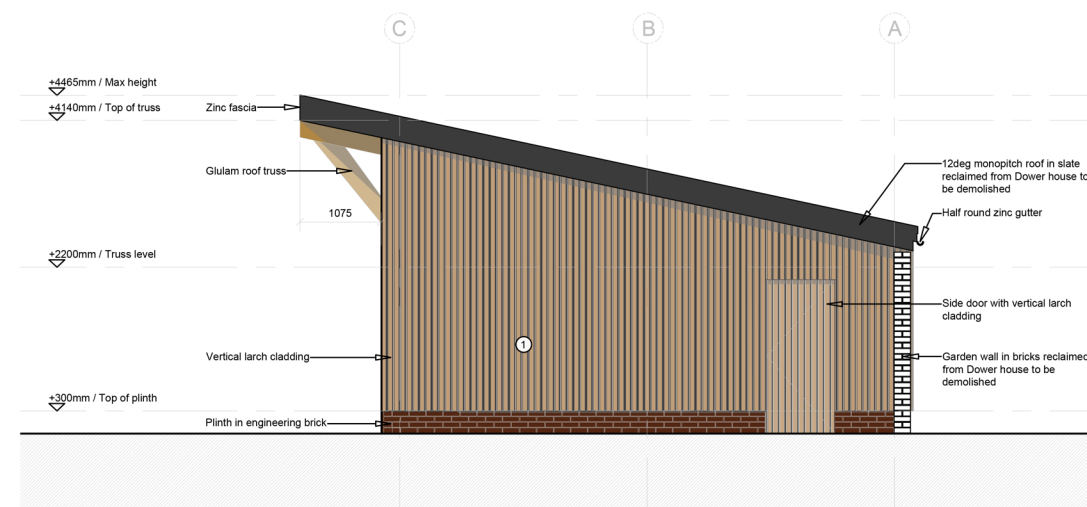 C
B
A
+4465mm / Max height
+4140mm / Top of truss
Zinc fascia
12deg monopitch roof in slate
reclaimed from Dower house to
be demolished
Glulam roof truss
1075
Half round zinc gutter
+2200mm / Truss level
Side door with vertical larch
cladding
1
Vertical larch cladding
Garden wall in bricks reclaimed
from Dower house to be
demolished
+300mm / Top of plinth
Plinth in engineering brick